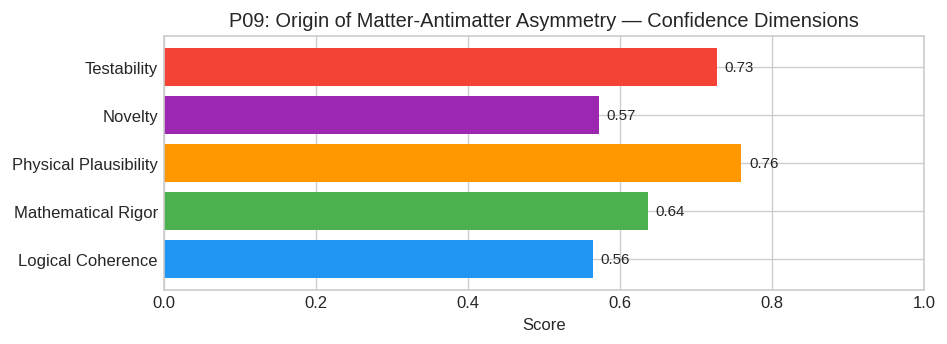 P09: Origin of Matter-Antimatter Asymmetry — Confidence Dimensions
Testability 0.73
Novelty 0.57
Physical Plausibility 0.76
Mathematical Rigor 0.64
Logical Coherence 0.56
0.0 0.2 0.4 0.6 0.8 1.0
Score